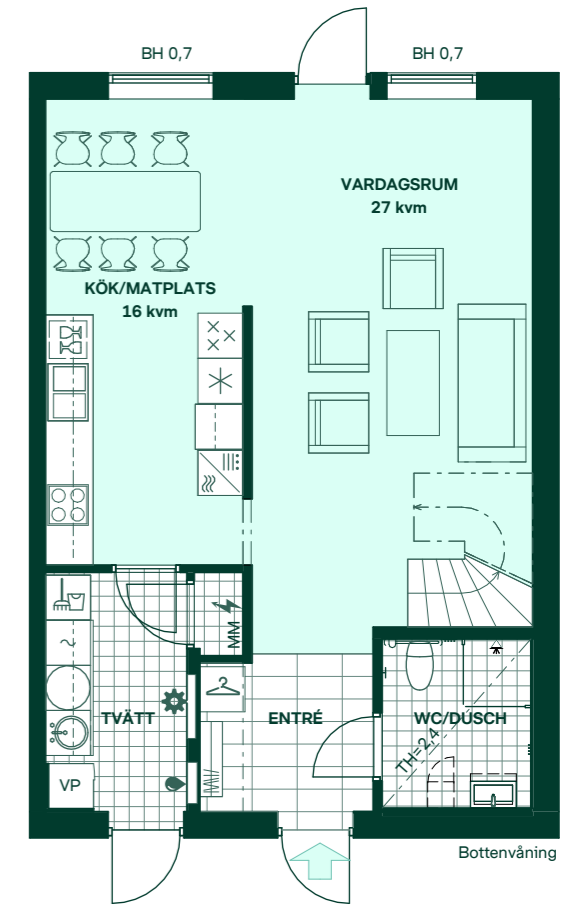 BH 0,7
BH 0,7
VARDAGSRUM
27 kvm
KÖK/MATPLATS
16 kvm
MM
TVÄTT
ENTRÉ
WC/DUSCH
TH=2,4
VP
Bottenvåning